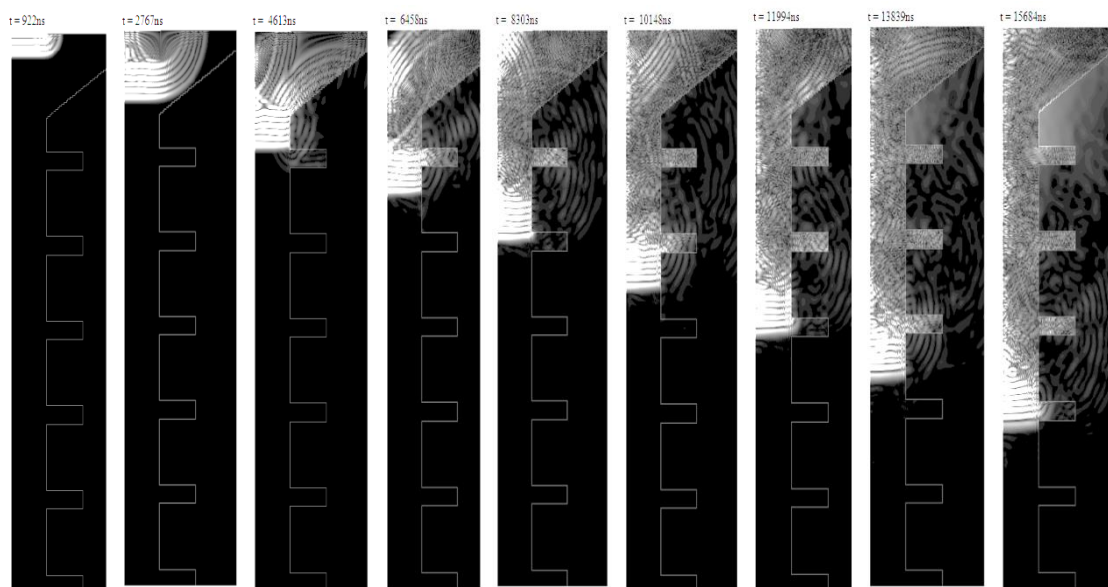 t = 922ns
t = 2767ns
t = 4613ns
t = 6458ns
t = 8303ns
t = 10148ns
t = 11994ns
t = 13839ns
t = 15684ns